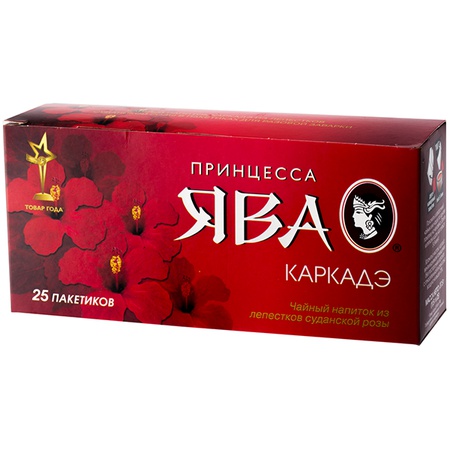 ТОВАР ГОДА
ПРИНЦЕССА
ЯВА
®
КАРКАДЭ
25 ПАКЕТИКОВ
Чайный напиток из
лепестков суданской розы